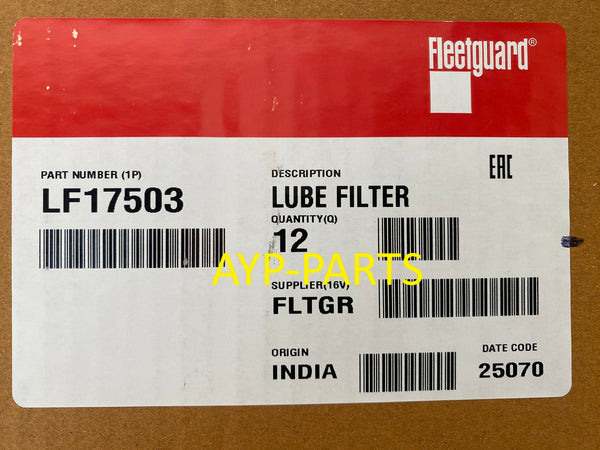 Fleetguard®
PART NUMBER (1P)
LF17503
DESCRIPTION
LUBE FILTER
EAC
QUANTITY(Q)
12
AYP-PARTS
SUPPLIER(16V)
FLTGR
ORIGIN
INDIA
DATE CODE
25070